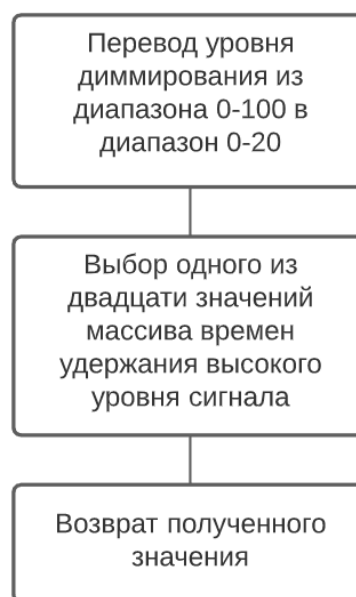 Перевод уровня
диммирования из
диапазона 0-100 в
диапазон 0-20
Выбор одного из
двадцати значений
массива времен
удержания высокого
уровня сигнала
Возврат полученного
значения